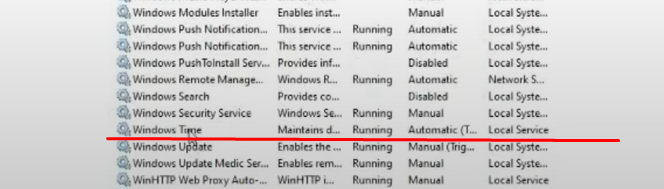 Windows Modules Installer Enables inst... Manual Local Syste...
Windows Push Notification... This service ... Running Automatic Local Syste...
Windows Push Notification... This service ... Running Automatic Local Syste...
Windows PushToInstall Serv... Provides inf... Disabled Local Syste...
Windows Remote Manage... Windows R... Running Automatic Network S...
Windows Search Provides co... Disabled Local Syste...
Windows Security Service Windows Se... Running Manual Local Syste...
Windows Time Maintains d... Running Automatic (T... Local Service
Windows Update Enables the ... Running Manual (Trig... Local Syste...
Windows Update Medic Ser... Enables rem... Running Manual Local Syste...
WinHTTP Web Proxy Auto-... WinHTTP i... Running Manual Local Service